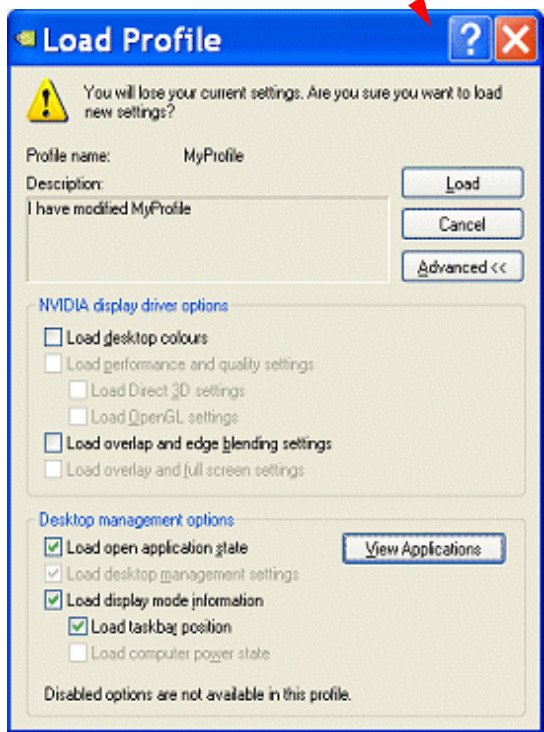 Load Profile
?
You will lose your current settings. Are you sure you want to load
new settings?
Profile name: MyProfile
Description:
I have modified MyProfile
Load
Cancel
Advanced <<
NVIDIA display driver options
Load desktop colours
Load performance and quality settings
Load Direct 3D settings
Load OpenGL settings
Load overlap and edge blending settings
Load overlay and full screen settings
Desktop management options
Load open application state
View Applications
Load desktop management settings
Load display mode information
Load taskbar position
Load computer power state
Disabled options are not available in this profile.